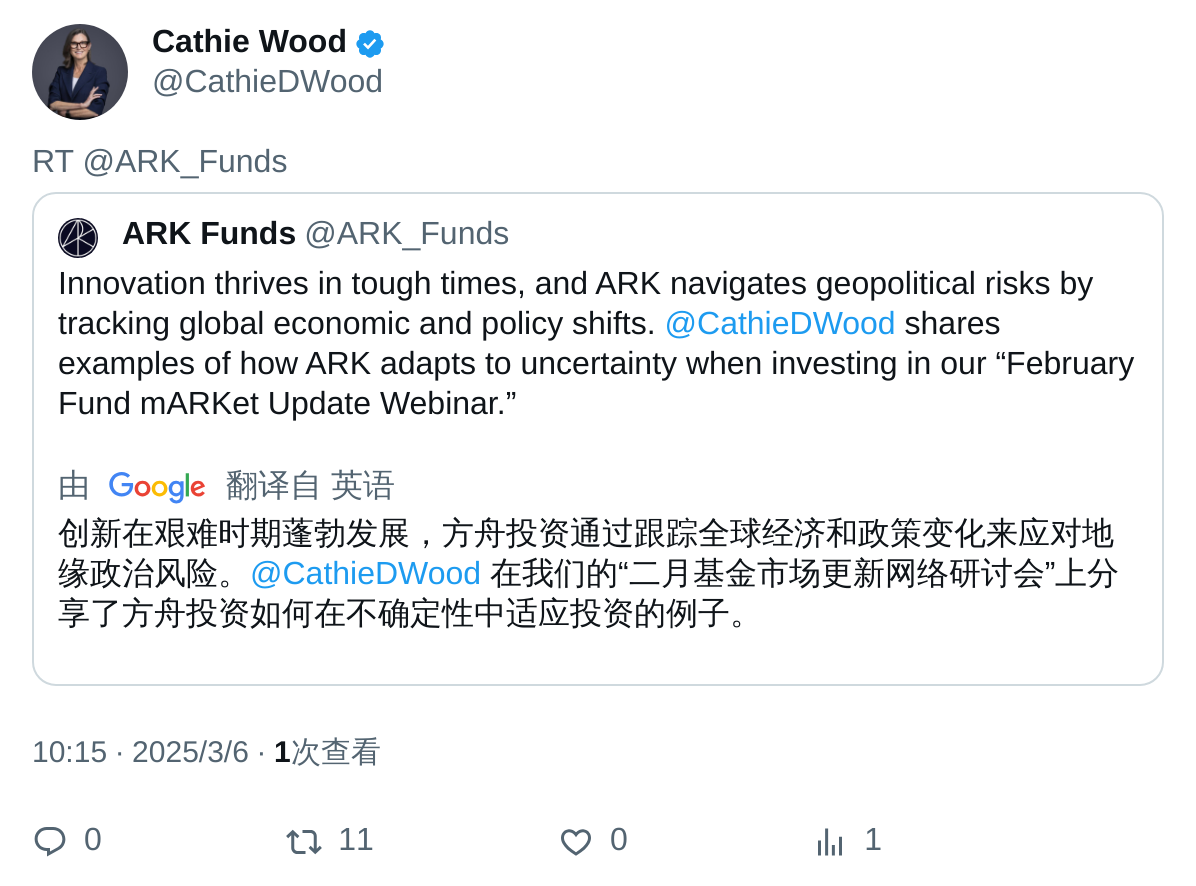 Cathie Wood
@CathieDWood
RT @ARK_Funds
ARK Funds @ARK_Funds
Innovation thrives in tough times, and ARK navigates geopolitical risks by
tracking global economic and policy shifts. @CathieDWood shares
examples of how ARK adapts to uncertainty when investing in our “February
Fund mARKet Update Webinar.”
由 Google 翻译自 英语
创新在艰难时期蓬勃发展，方舟投资通过跟踪全球经济和政策变化来应对地
缘政治风险。@CathieDWood 在我们的“二月基金市场更新网络研讨会”上分
享了方舟投资如何在不确定性中适应投资的例子。
10:15 · 2025/3/6 · 1次查看
0 11 0 1